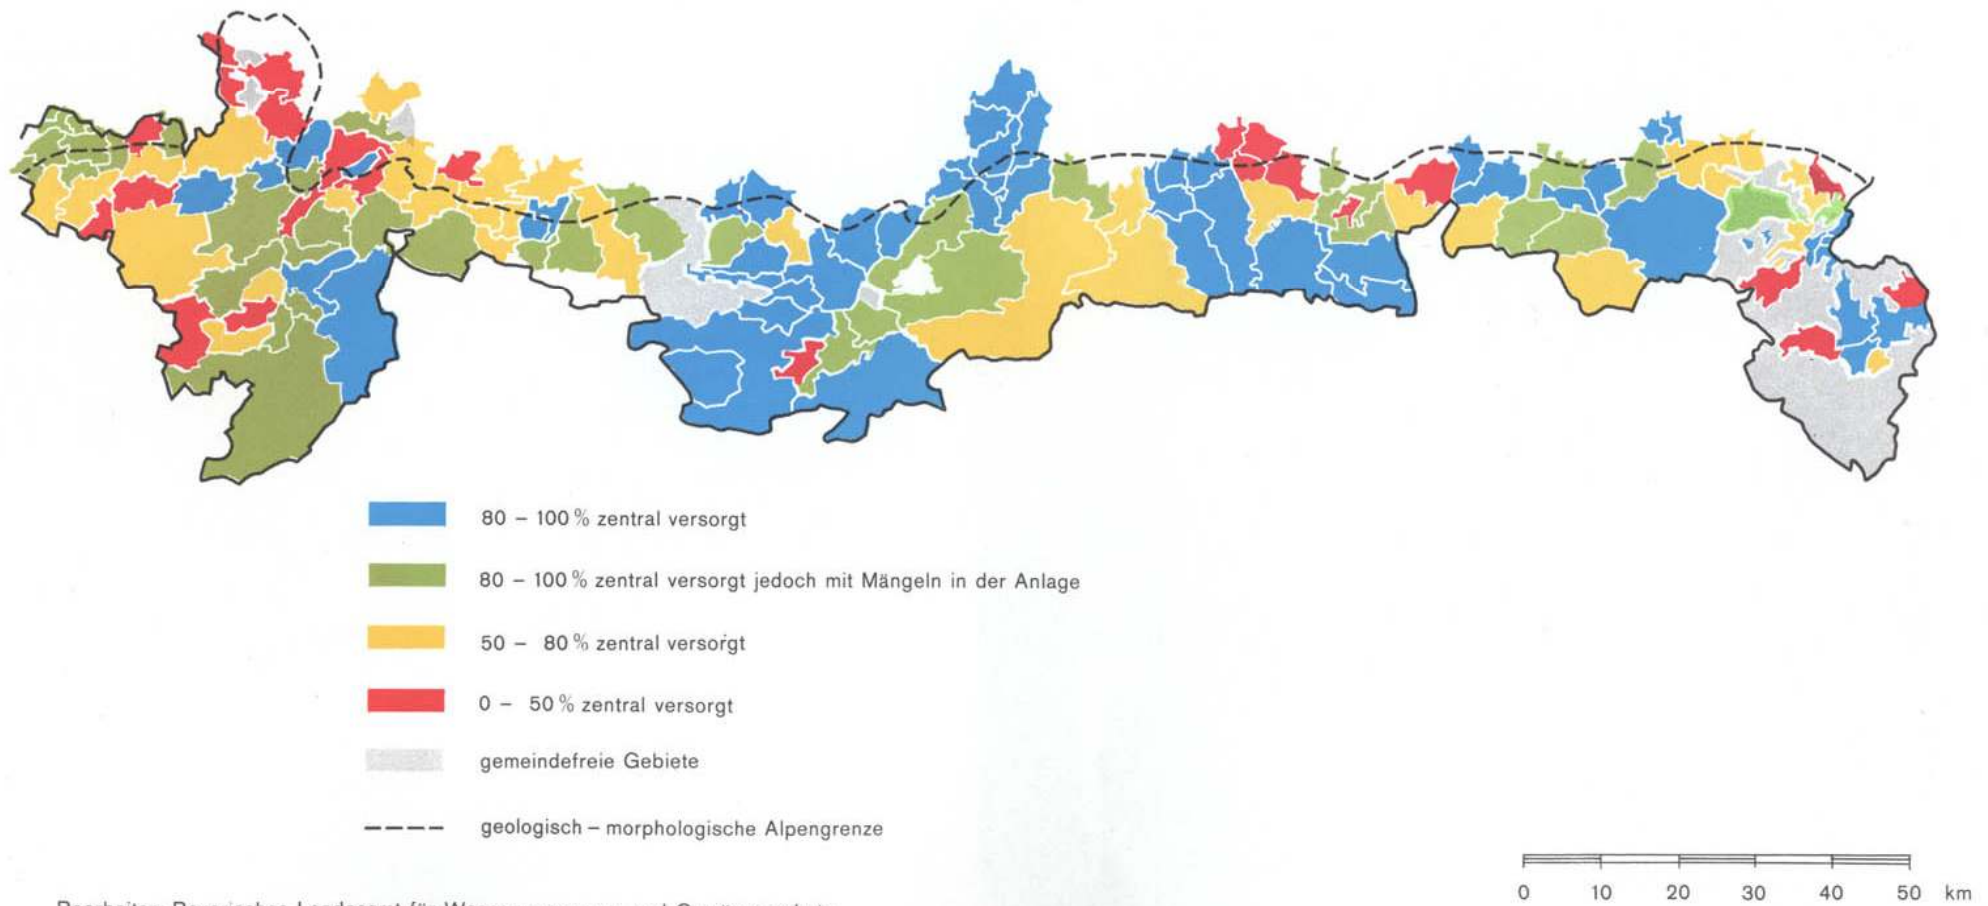 80 – 100 % zentral versorgt
80 – 100 % zentral versorgt jedoch mit Mängeln in der Anlage
50 – 80 % zentral versorgt
0 – 50 % zentral versorgt
gemeindefreie Gebiete
geologisch – morphologische Alpengrenze
0 10 20 30 40 50 km